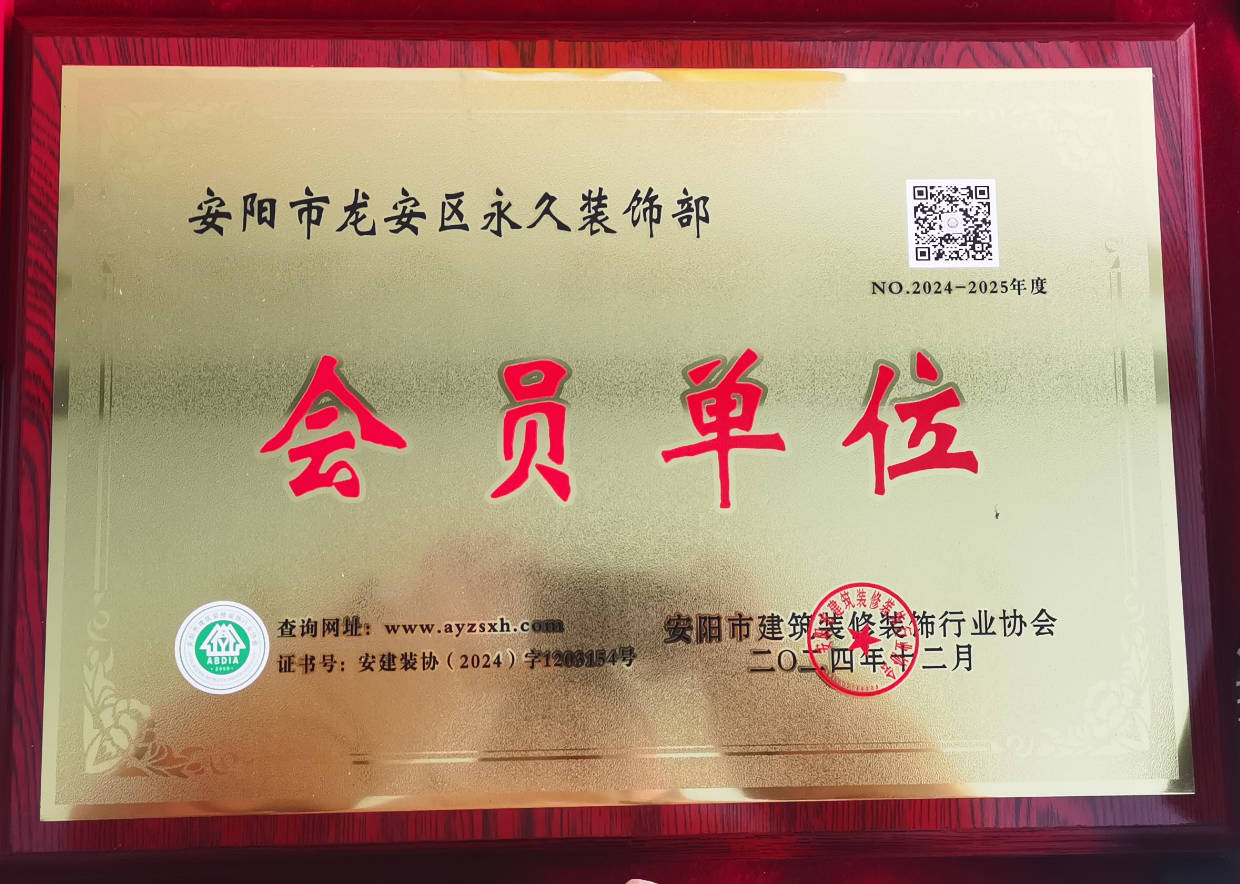 安阳市龙安区永久装饰部
NO.2024-2025年度
会员单位
ABDIA
查询网址：www.ayzsxh.com
证书号：安建装协（2024）字1203154号
安阳市建筑装修装饰行业协会
二〇二四年十二月